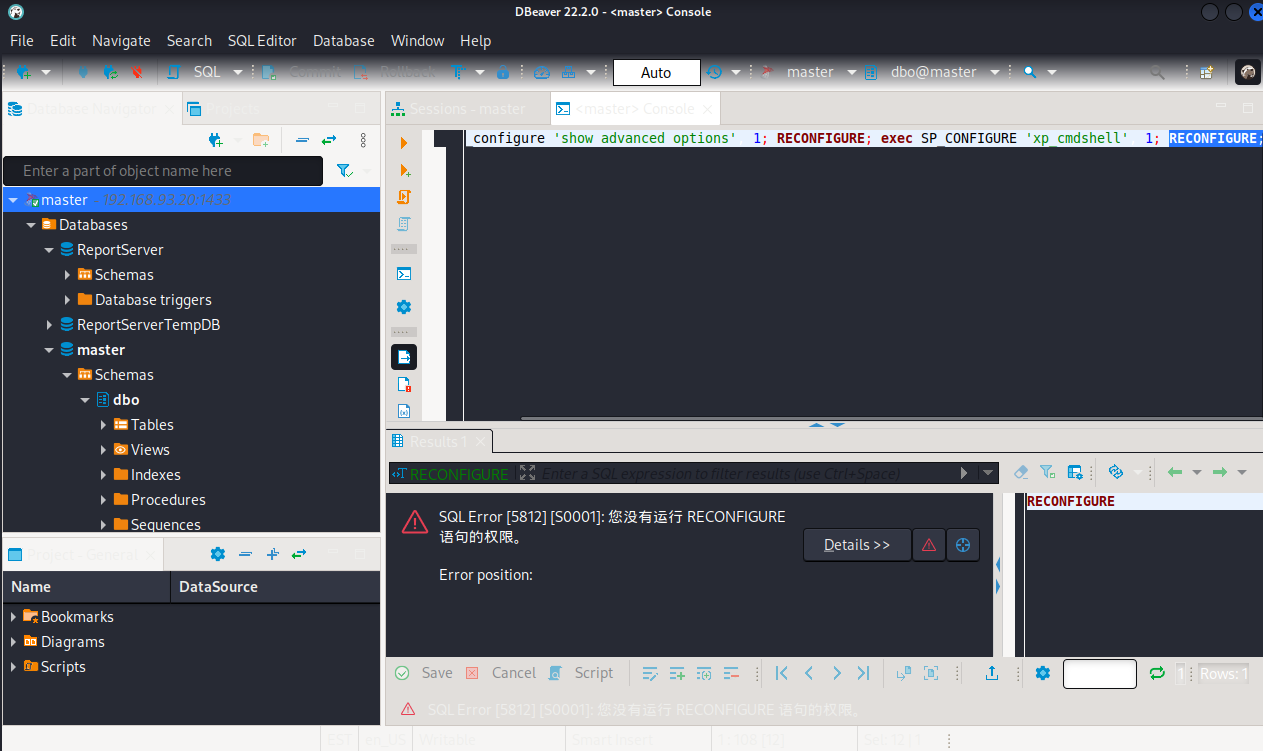 DBeaver 22.2.0 - <master> Console
File Edit Navigate Search SQL Editor Database Window Help
SQL Commit Rollback Auto master dbo@master
Database Navigator Projects
Sessions - master <master> Console
configure 'show advanced options', 1; RECONFIGURE; exec SP_CONFIGURE 'xp_cmdshell', 1; RECONFIGURE;
Enter a part of object name here
master 192.168.93.20:1433
Databases
ReportServer
Schemas
Database triggers
ReportServerTempDB
master
Schemas
dbo
Tables
Views
Indexes
Procedures
Sequences
Results 1
RECONFIGURE Enter a SQL expression to filter results (use Ctrl+Space)
SQL Error [5812] [S0001]: 您没有运行 RECONFIGURE
语句的权限。
Error position:
Details >>
RECONFIGURE
Project - General
Name DataSource
Bookmarks
Diagrams
Scripts
Save Cancel Script
1 Rows: 1
SQL Error [5812] [S0001]: 您没有运行 RECONFIGURE 语句的权限。
EST en_US Writable Smart Insert 1 : 108 [12] Sel: 12 | 1